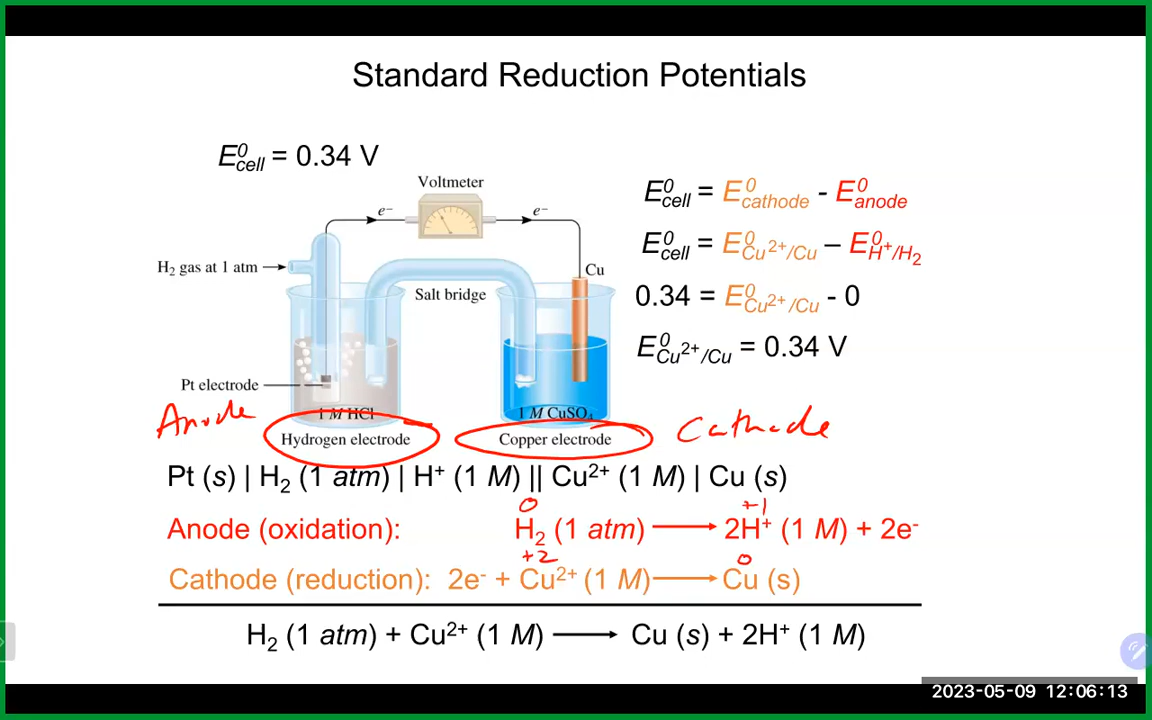 Standard Reduction Potentials
E⁰cell = 0.34 V
Voltmeter
e⁻ e⁻
H₂ gas at 1 atm
Cu
Salt bridge
Pt electrode
1 M HCl
1 M CuSO₄
Hydrogen electrode
Copper electrode
Anode
Cathode
E⁰cell = E⁰cathode - E⁰anode
E⁰cell = E⁰Cu²⁺/Cu – E⁰H⁺/H₂
0.34 = E⁰Cu²⁺/Cu - 0
E⁰Cu²⁺/Cu = 0.34 V
Pt (s) | H₂ (1 atm) | H⁺ (1 M) || Cu²⁺ (1 M) | Cu (s)
0 +1
Anode (oxidation): H₂ (1 atm) → 2H⁺ (1 M) + 2e⁻
+2 0
Cathode (reduction): 2e⁻ + Cu²⁺ (1 M) → Cu (s)
H₂ (1 atm) + Cu²⁺ (1 M) → Cu (s) + 2H⁺ (1 M)
2023-05-09 12:06:13